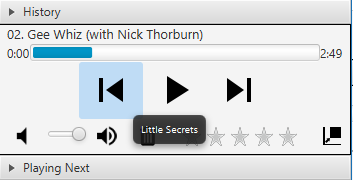 History
02. Gee Whiz (with Nick Thorburn)
0:00 2:49
Little Secrets
Playing Next